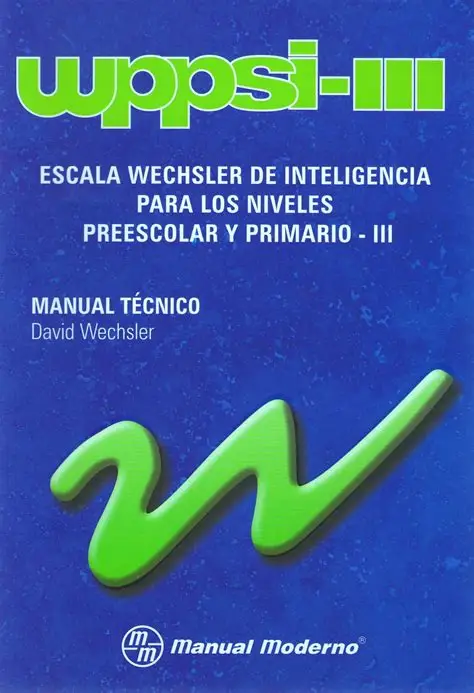 wppsi-III
ESCALA WECHSLER DE INTELIGENCIA
PARA LOS NIVELES
PREESCOLAR Y PRIMARIO - III
MANUAL TÉCNICO
David Wechsler
mm Manual Moderno®